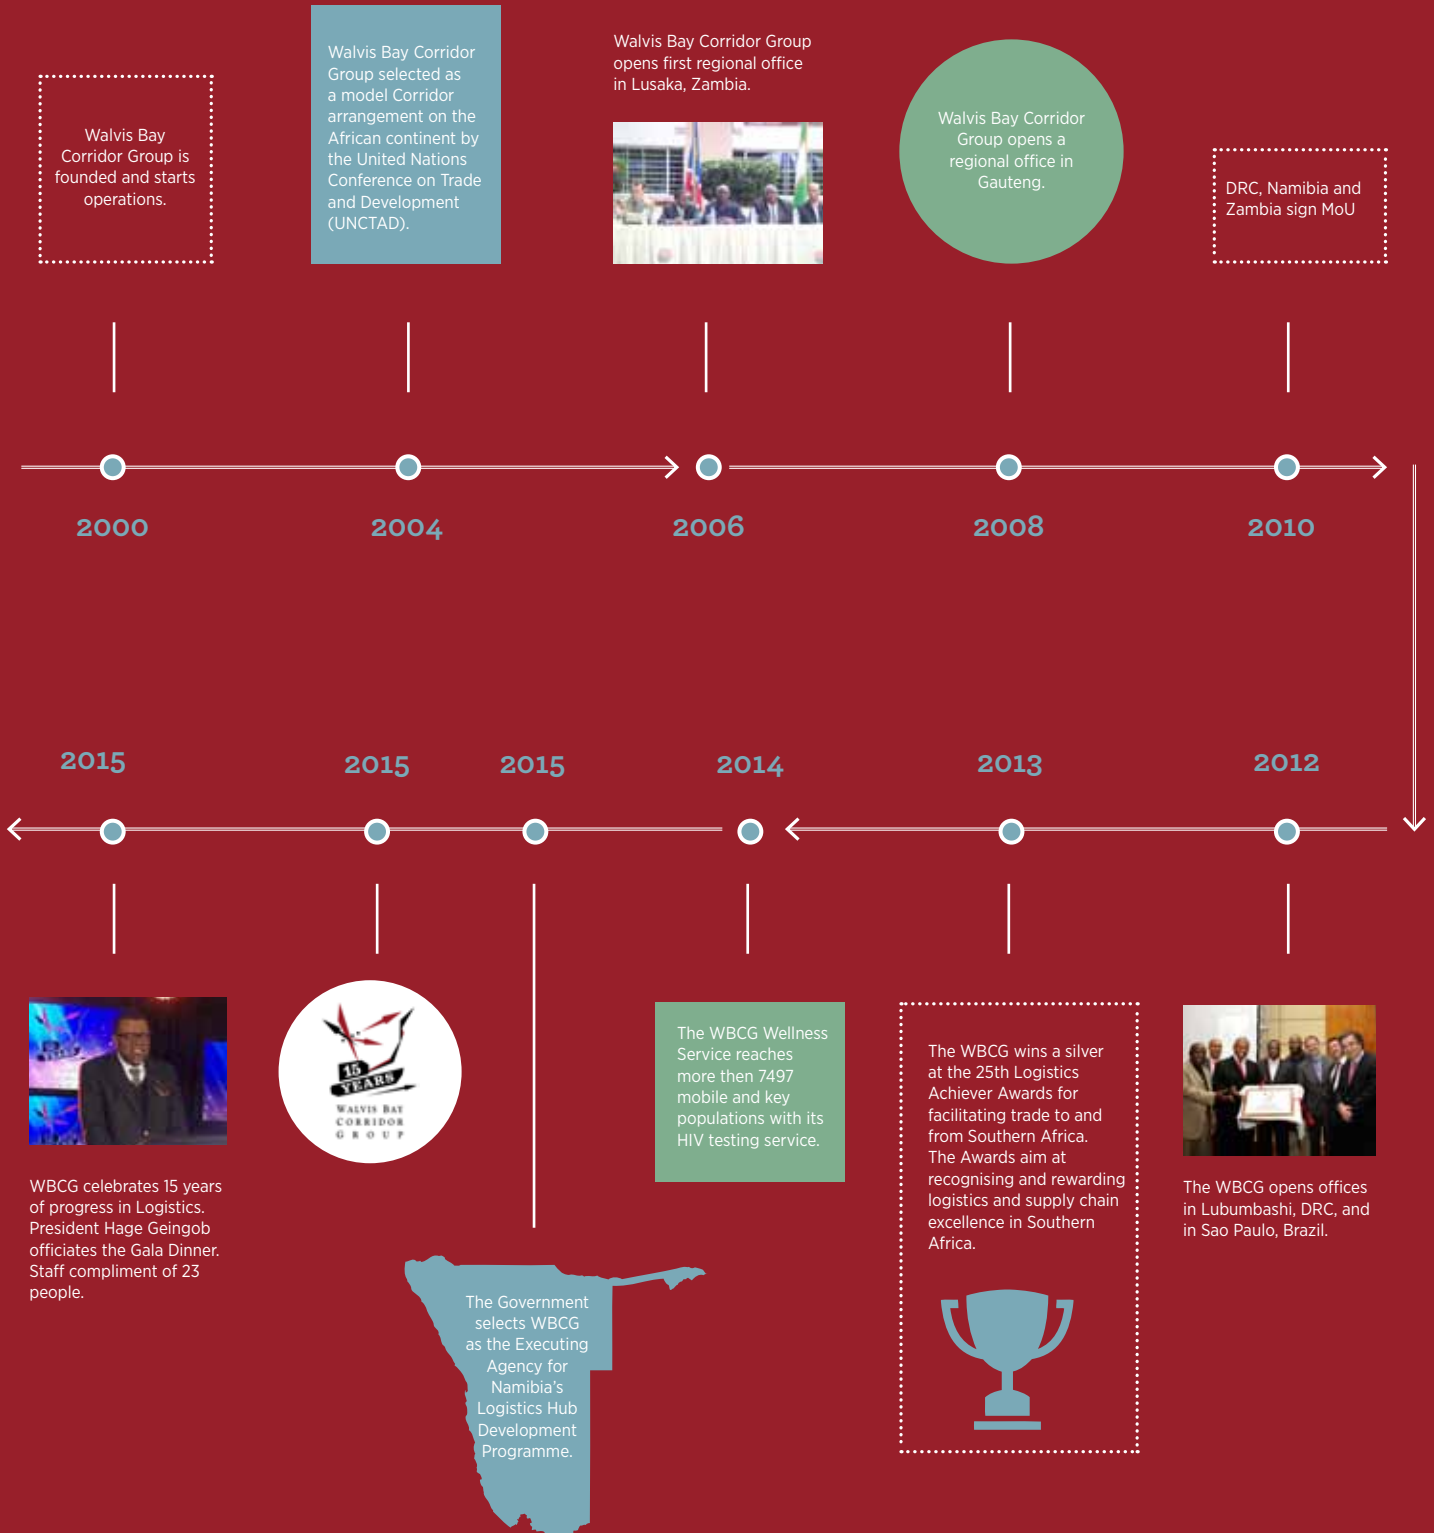 Walvis Bay
Corridor Group is
founded and starts
operations.
Walvis Bay Corridor
Group selected as
a model Corridor
arrangement on the
African continent by
the United Nations
Conference on Trade
and Development
(UNCTAD).
Walvis Bay Corridor Group
opens first regional office
in Lusaka, Zambia.
Walvis Bay Corridor
Group opens a
regional office in
Gauteng.
DRC, Namibia and
Zambia sign MoU
2000
2004
2006
2008
2010
2012
2013
2014
2015
2015
2015
The WBCG opens offices
in Lubumbashi, DRC, and
in Sao Paulo, Brazil.
The WBCG wins a silver
at the 25th Logistics
Achiever Awards for
facilitating trade to and
from Southern Africa.
The Awards aim at
recognising and rewarding
logistics and supply chain
excellence in Southern
Africa.
The WBCG Wellness
Service reaches
more then 7497
mobile and key
populations with its
HIV testing service.
The Government
selects WBCG
as the Executing
Agency for
Namibia's
Logistics Hub
Development
Programme.
15
YEARS
WALVIS BAY
CORRIDOR
GROUP
WBCG celebrates 15 years
of progress in Logistics.
President Hage Geingob
officiates the Gala Dinner.
Staff compliment of 23
people.